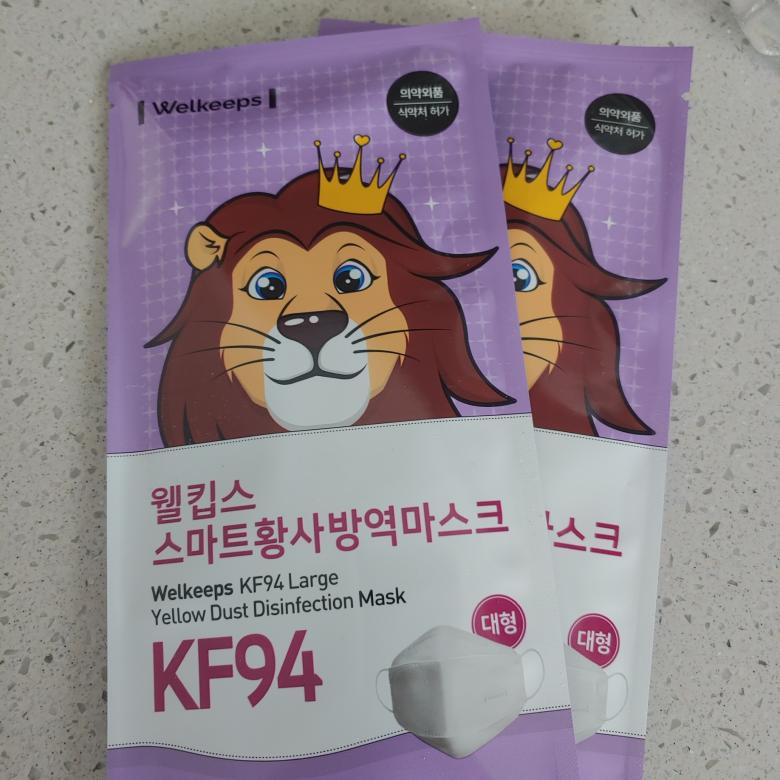 Welkeeps
의약외품
식약처 허가
웰킵스
스마트황사방역마스크
Welkeeps KF94 Large
Yellow Dust Disinfection Mask
KF94
대형
의약외품
식약처 허가
스크
대형